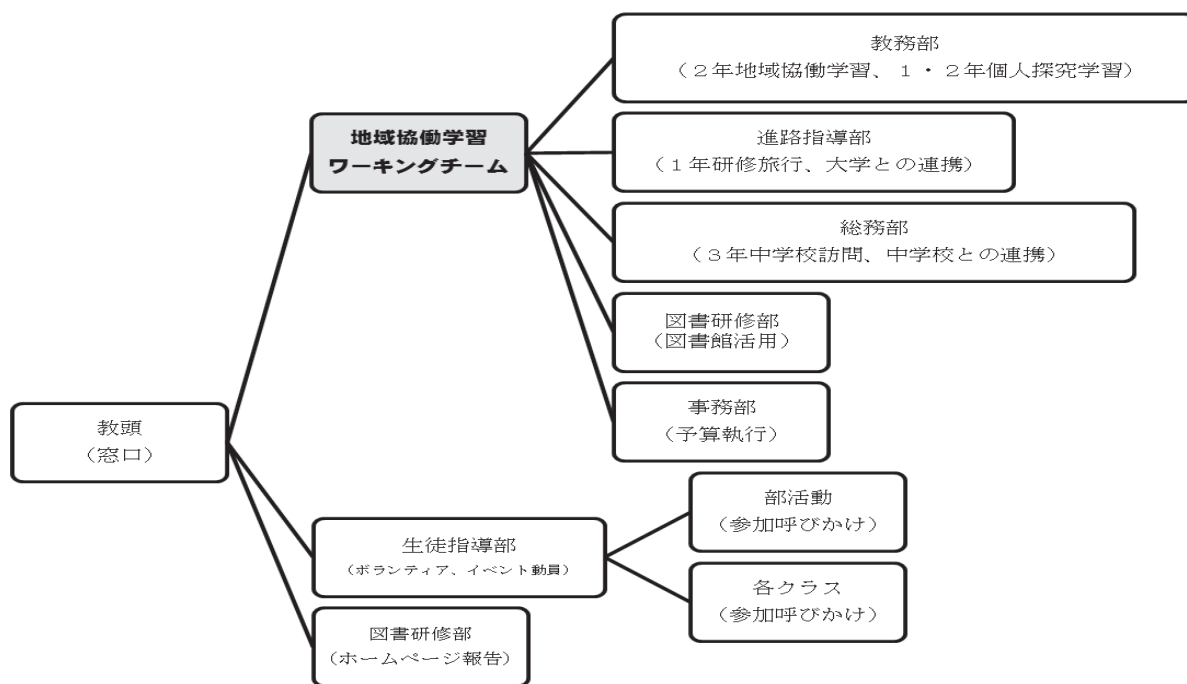 教務部
（２年地域協働学習、１・２年個人探究学習）
地域協働学習
ワーキングチーム
進路指導部
（１年研修旅行、大学との連携）
総務部
（３年中学校訪問、中学校との連携）
図書研修部
（図書館活用）
事務部
（予算執行）
教頭
（窓口）
生徒指導部
（ボランティア、イベント動員）
部活動
（参加呼びかけ）
各クラス
（参加呼びかけ）
図書研修部
（ホームページ報告）